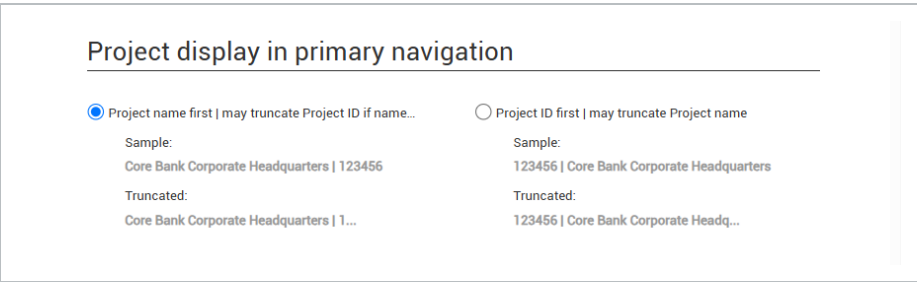 Project display in primary navigation
Project name first | may truncate Project ID if name...
Sample:
Core Bank Corporate Headquarters | 123456
Truncated:
Core Bank Corporate Headquarters | 1...
Project ID first | may truncate Project name
Sample:
123456 | Core Bank Corporate Headquarters
Truncated:
123456 | Core Bank Corporate Headq...